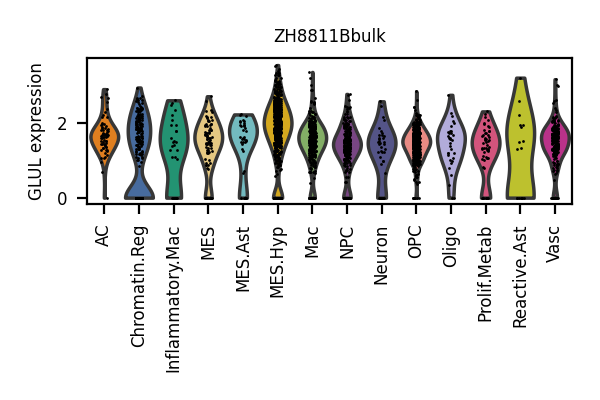 ZH8811Bbulk
GLUL expression
2
0
AC
Chromatin.Reg
Inflammatory.Mac
MES
MES.Ast
MES.Hyp
Mac
NPC
Neuron
OPC
Oligo
Prolif.Metab
Reactive.Ast
Vasc